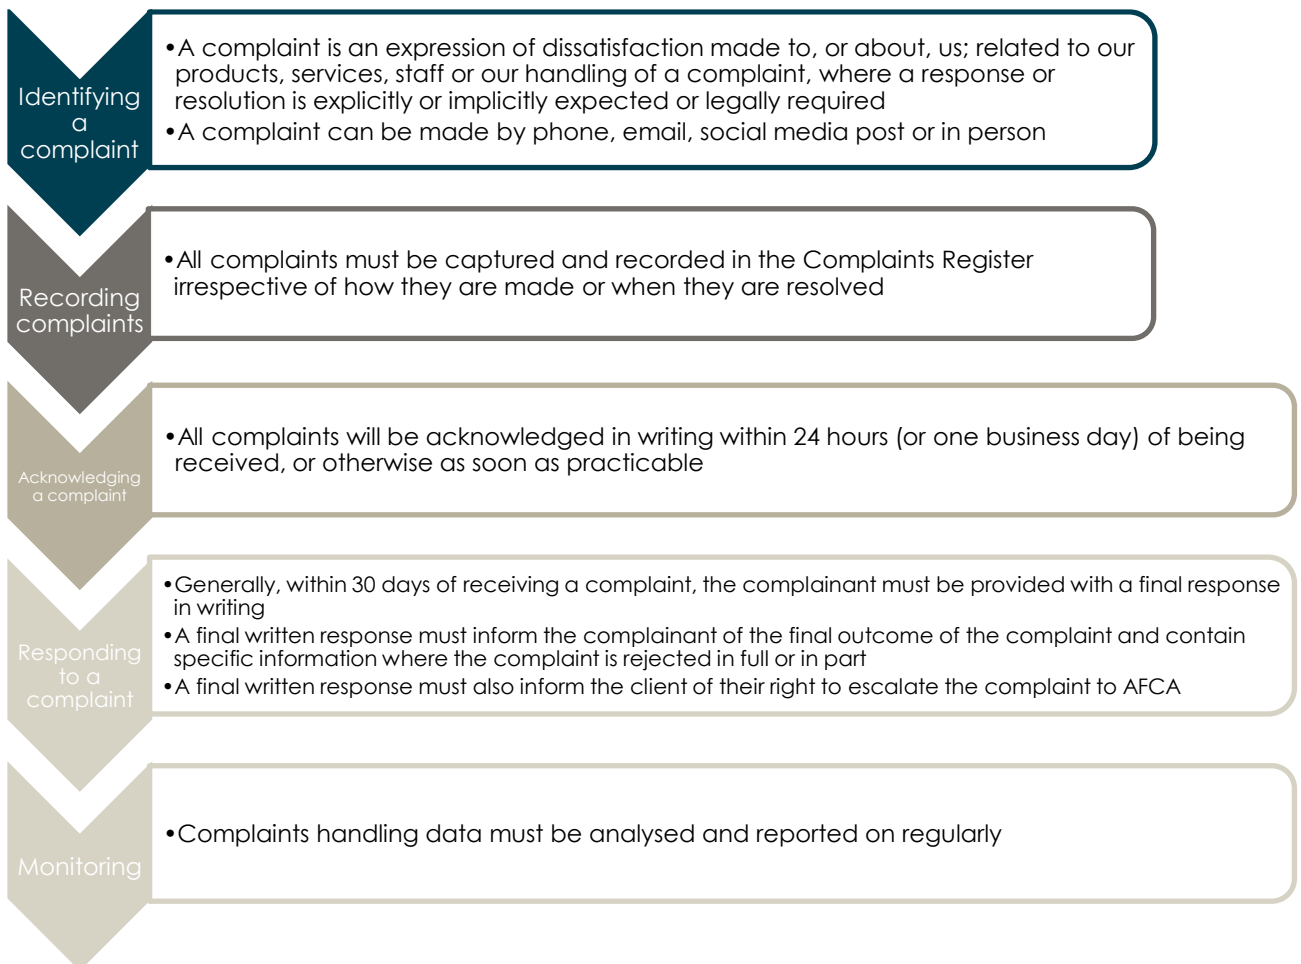 Identifying
a
complaint
•A complaint is an expression of dissatisfaction made to, or about, us; related to our
products, services, staff or our handling of a complaint, where a response or
resolution is explicitly or implicitly expected or legally required
•A complaint can be made by phone, email, social media post or in person
Recording
complaints
•All complaints must be captured and recorded in the Complaints Register
irrespective of how they are made or when they are resolved
Acknowledging
a complaint
•All complaints will be acknowledged in writing within 24 hours (or one business day) of being
received, or otherwise as soon as practicable
Responding
to a
complaint
•Generally, within 30 days of receiving a complaint, the complainant must be provided with a final response
in writing
•A final written response must inform the complainant of the final outcome of the complaint and contain
specific information where the complaint is rejected in full or in part
•A final written response must also inform the client of their right to escalate the complaint to AFCA
Monitoring
•Complaints handling data must be analysed and reported on regularly